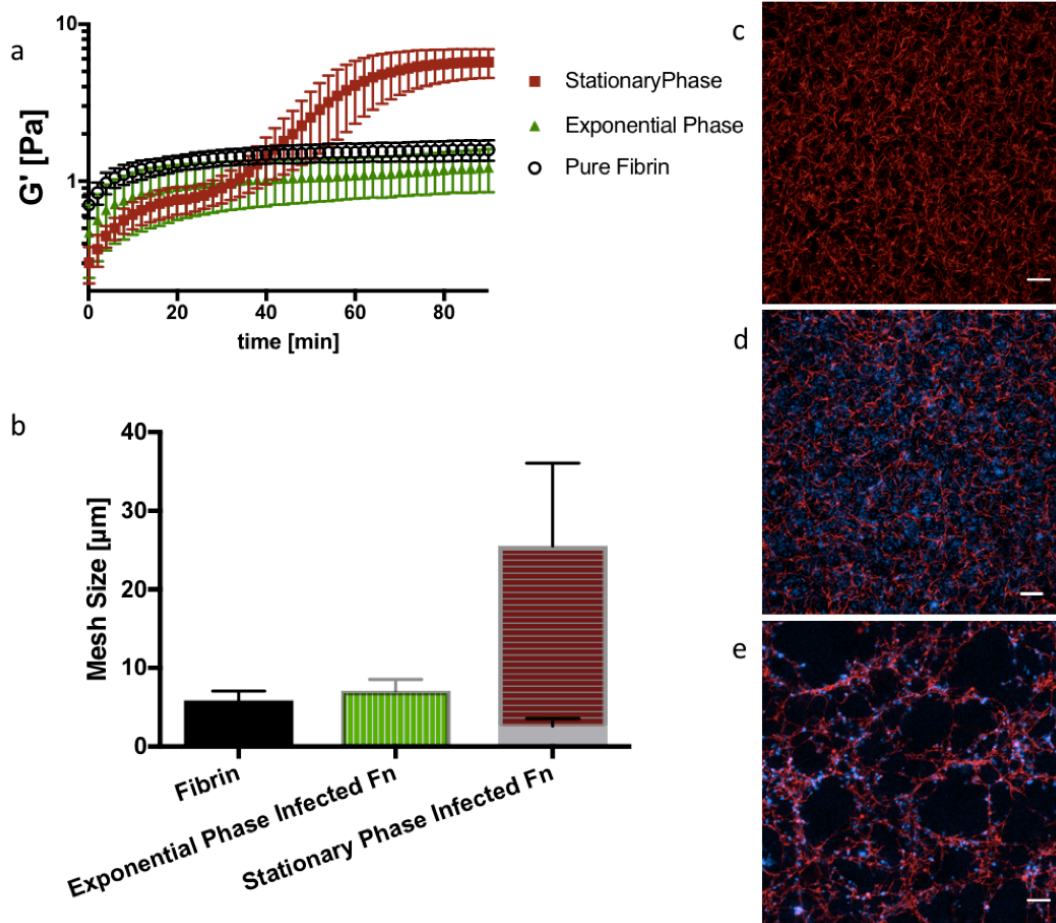 a
10
1
G' [Pa]
0
20
40
60
80
time [min]
StationaryPhase
Exponential Phase
Pure Fibrin
b
40
30
20
10
0
Mesh Size [µm]
Fibrin
Exponential Phase Infected Fn
Stationary Phase Infected Fn
c
d
e